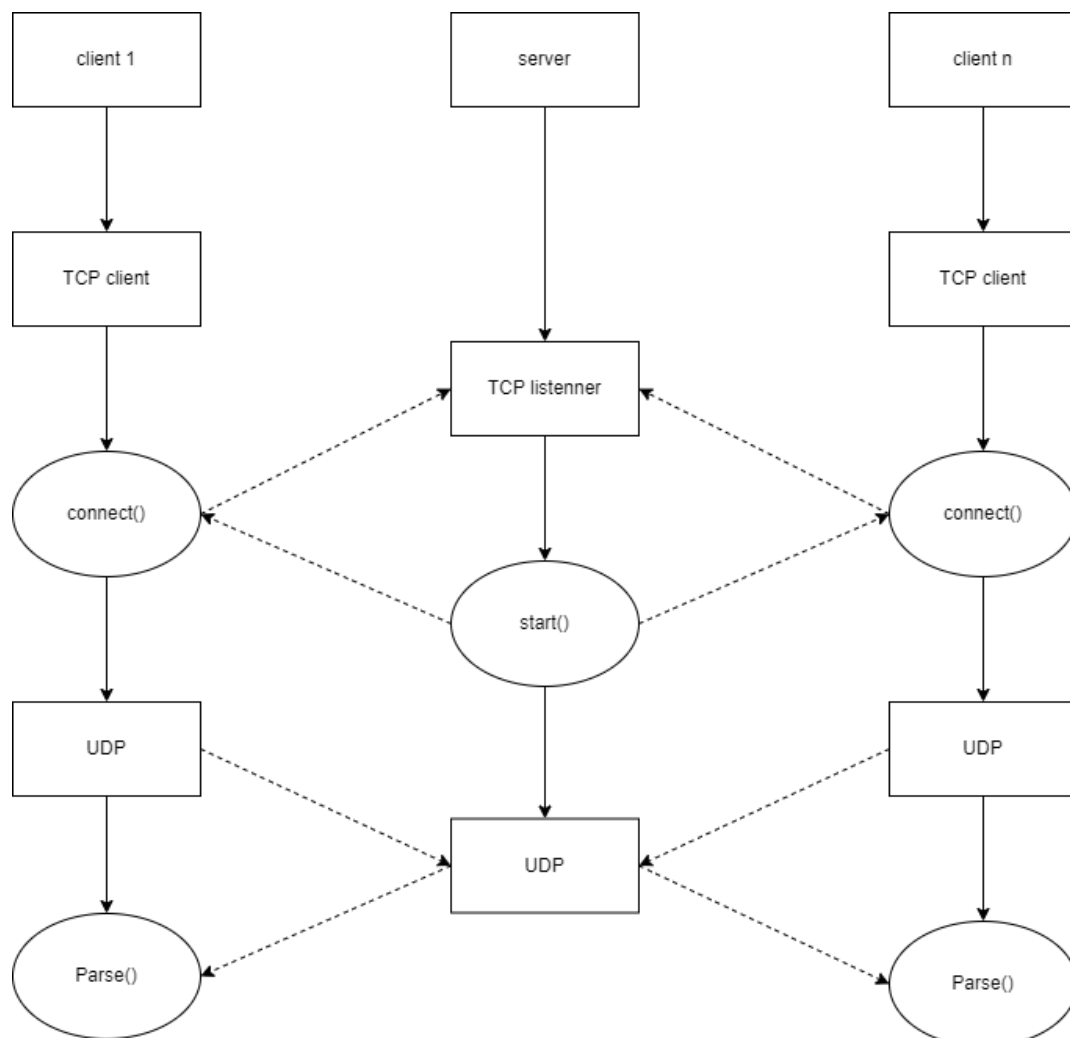 client 1
server
client n
TCP client
TCP client
TCP listenner
connect()
connect()
start()
UDP
UDP
UDP
Parse()
Parse()